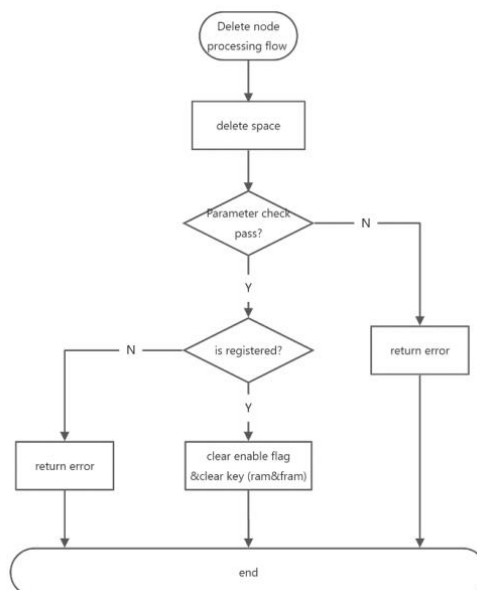 Delete node
processing flow
delete space
Parameter check
pass?
N
Y
is registered?
N
return error
Y
return error
clear enable flag
&clear key (ram&fram)
end